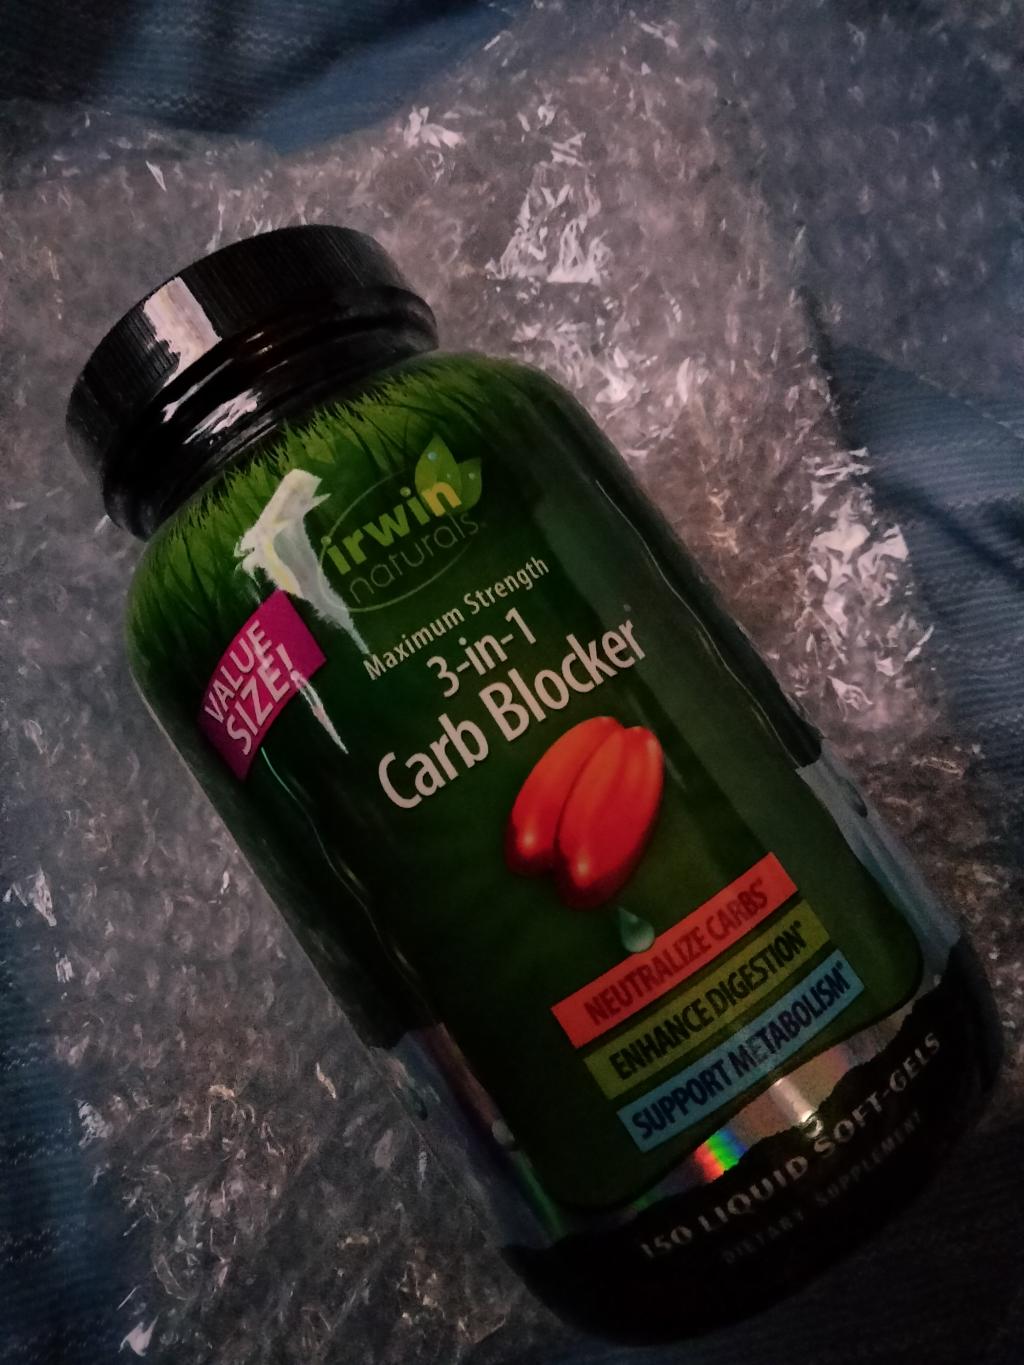 irwin
naturals
VALUE
SIZE!
Maximum Strength
3-in-1
Carb Blocker
NEUTRALIZE CARBS*
ENHANCE DIGESTION*
SUPPORT METABOLISM*
150 LIQUID SOFT-GELS
DIETARY SUPPLEMENT